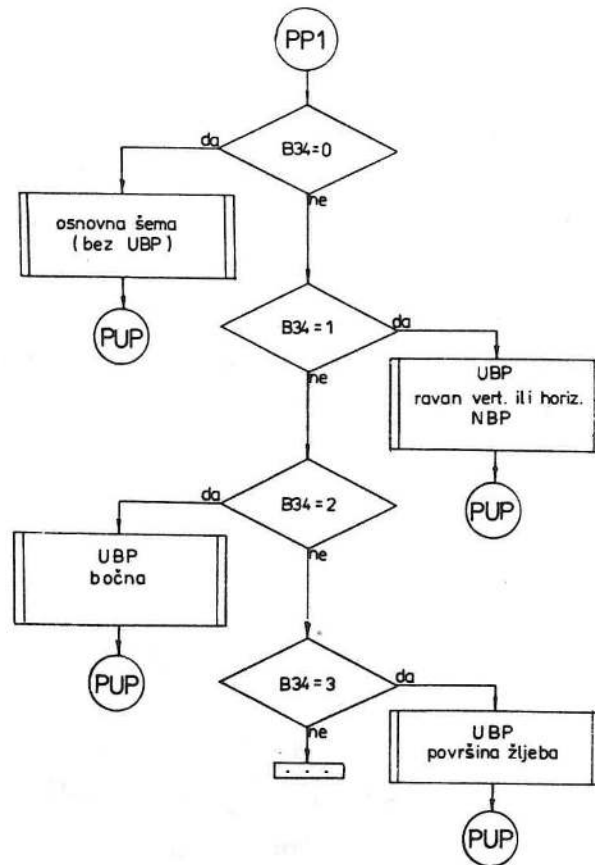 PP1
B34=0
da
ne
osnovna šema
(bez UBP)
PUP
B34=1
da
ne
UBP
ravan vert. ili horiz.
NBP
PUP
B34=2
da
ne
UBP
bočna
PUP
B34=3
da
ne
UBP
površina žljeba
PUP
- - -